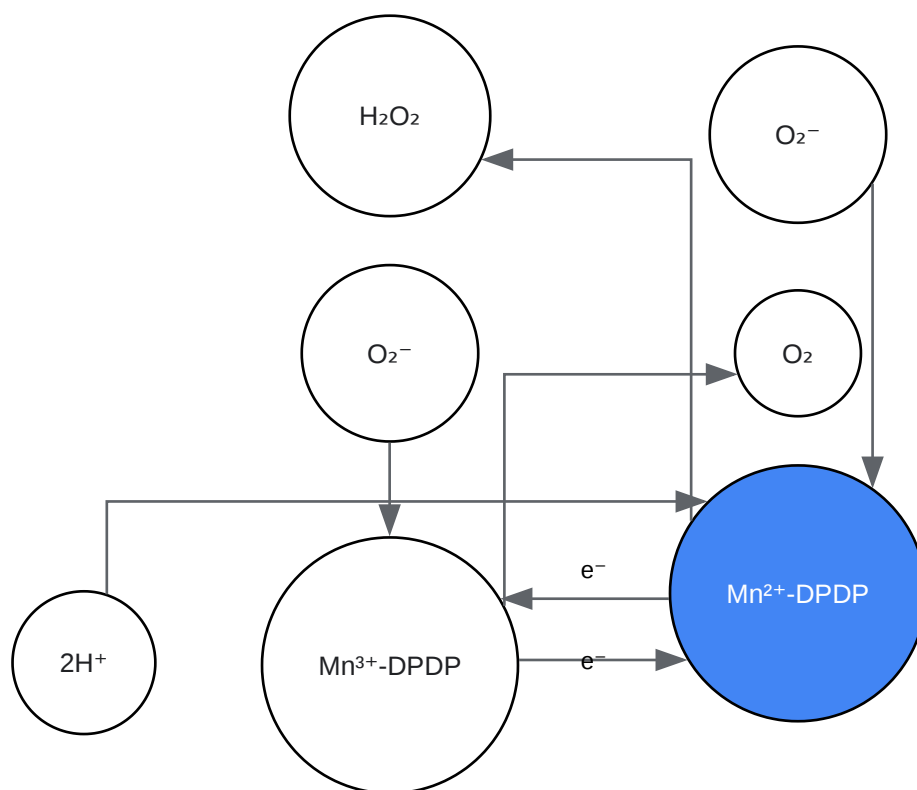 H₂O₂
O₂⁻
O₂⁻
O₂
e⁻
Mn²⁺-DPDP
2H⁺
Mn³⁺-DPDP
e⁻